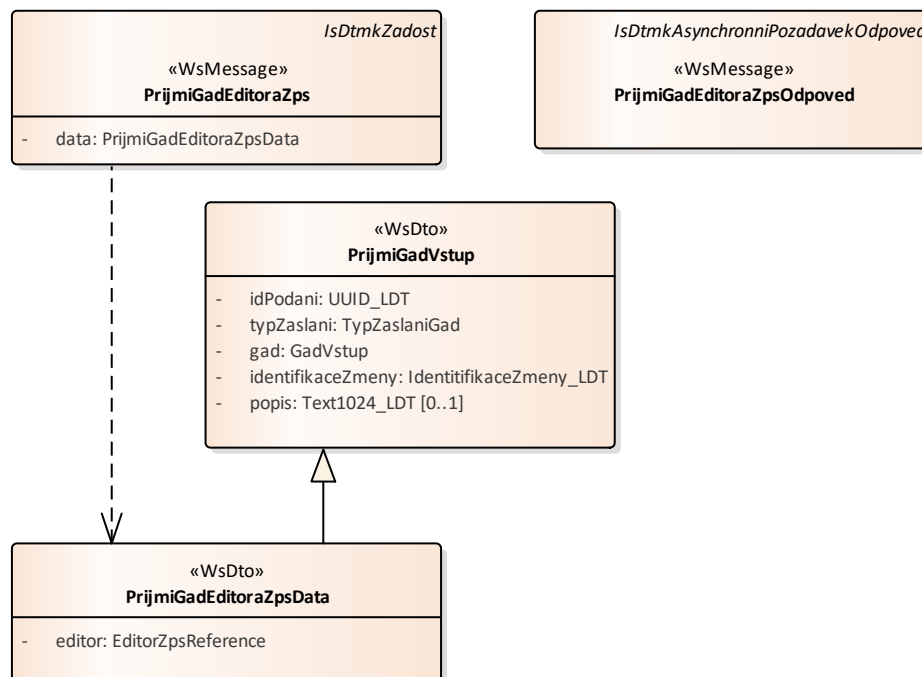 IsDtmkZadost
«WsMessage»
PrijmiGadEditoraZps
- data: PrijmiGadEditoraZpsData
IsDtmkAsynchronniPozadavekOdpoved
«WsMessage»
PrijmiGadEditoraZpsOdpoved
«WsDto»
PrijmiGadVstup
- idPodani: UUID_LDT
- typZaslani: TypZaslaniGad
- gad: GadVstup
- identifikaceZmeny: IdentitifikaceZmeny_LDT
- popis: Text1024_LDT [0..1]
«WsDto»
PrijmiGadEditoraZpsData
- editor: EditorZpsReference